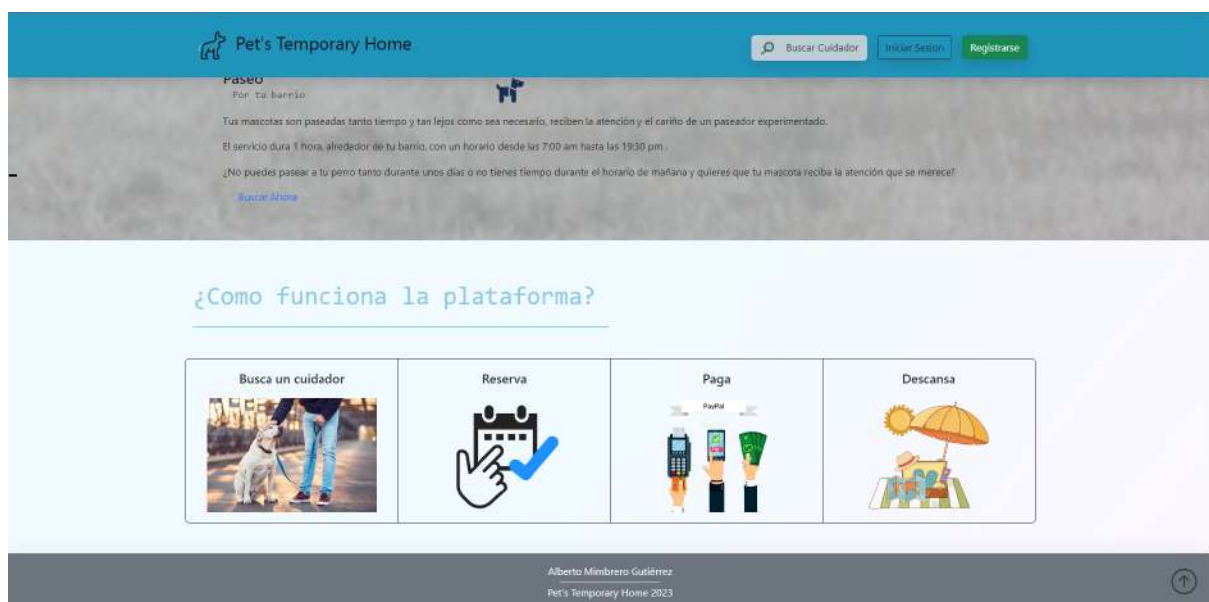 Pet's Temporary Home
Buscar Cuidador
Iniciar Sesion
Registrarse
Paseo
Por tu barrio
Tus mascotas son paseadas tanto tiempo y tan lejos como sea necesario, reciben la atención y el cariño de un paseador experimentado.
El servicio dura 1 hora, alrededor de tu barrio, con un horario desde las 7:00 am hasta las 19:30 pm .
¿No puedes pasear a tu perro tanto durante unos días o no tienes tiempo durante el horario de mañana y quieres que tu mascota reciba la atención que se merece?
Buscar Ahora
¿Como funciona la plataforma?
Busca un cuidador
Reserva
Paga
Descansa
PayPal
Alberto Mimbrero Gutiérrez
Pet's Temporary Home 2023